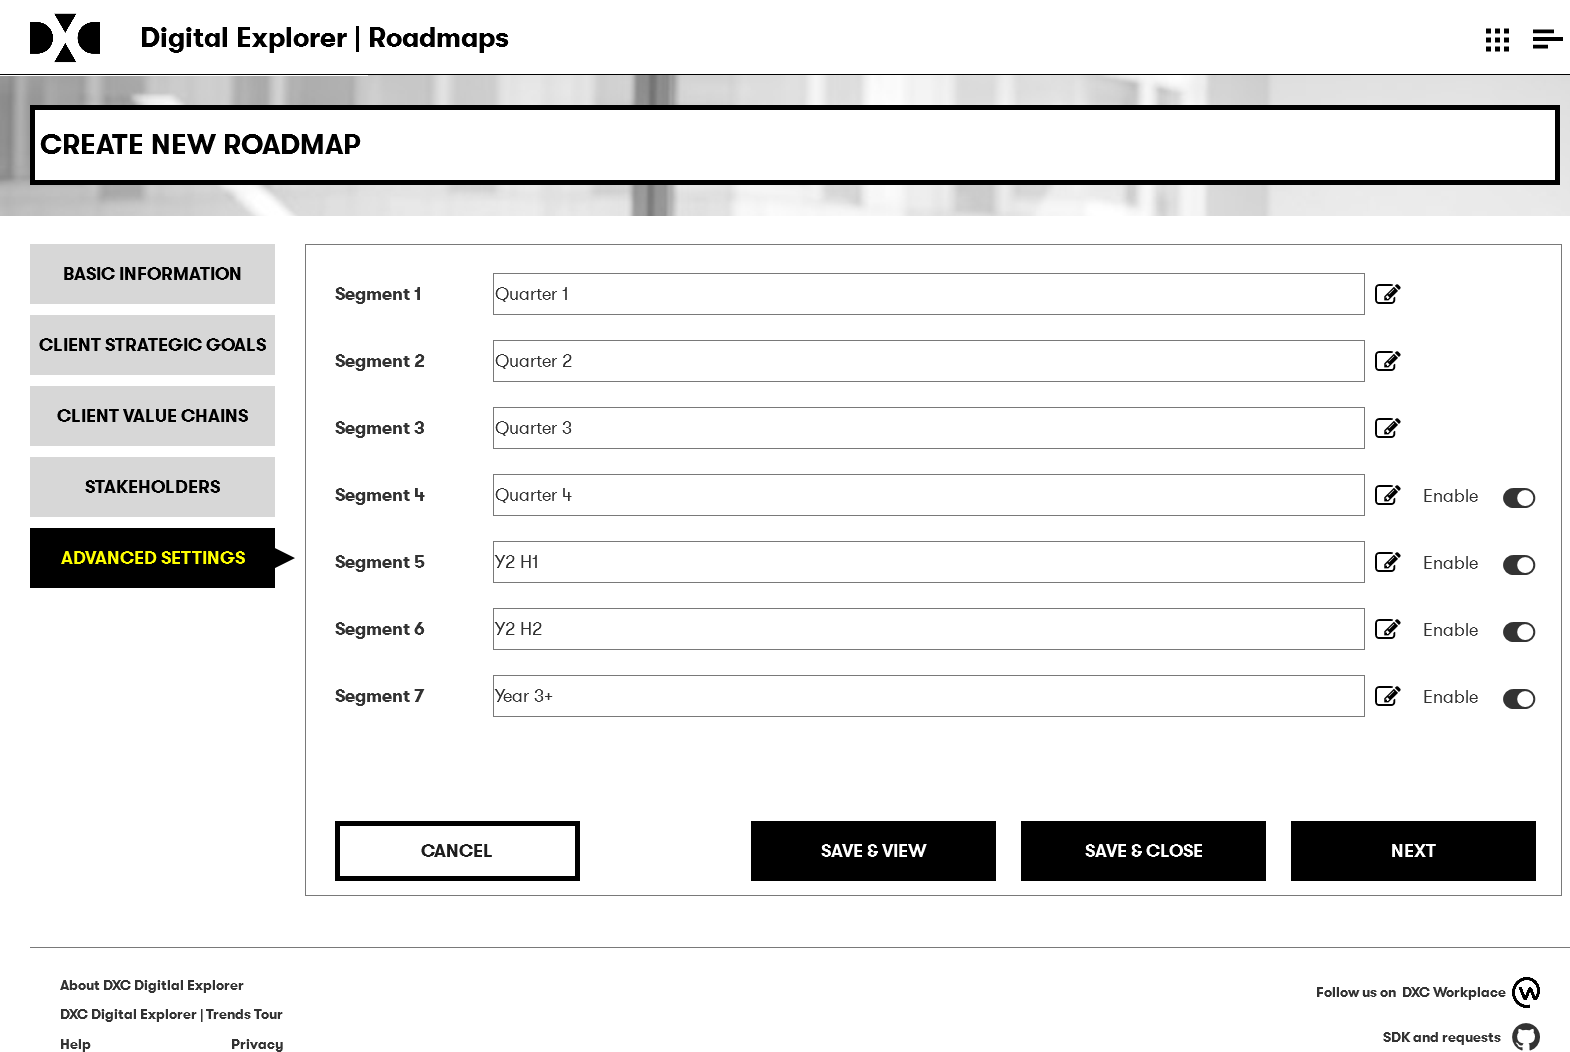 DXC
Digital Explorer | Roadmaps
CREATE NEW ROADMAP
BASIC INFORMATION
CLIENT STRATEGIC GOALS
CLIENT VALUE CHAINS
STAKEHOLDERS
ADVANCED SETTINGS
Segment 1 Quarter 1
Segment 2 Quarter 2
Segment 3 Quarter 3
Segment 4 Quarter 4 Enable
Segment 5 Y2 H1 Enable
Segment 6 Y2 H2 Enable
Segment 7 Year 3+ Enable
CANCEL SAVE & VIEW SAVE & CLOSE NEXT
About DXC Digitlal Explorer
Follow us on DXC Workplace
DXC Digital Explorer | Trends Tour
SDK and requests
Help Privacy